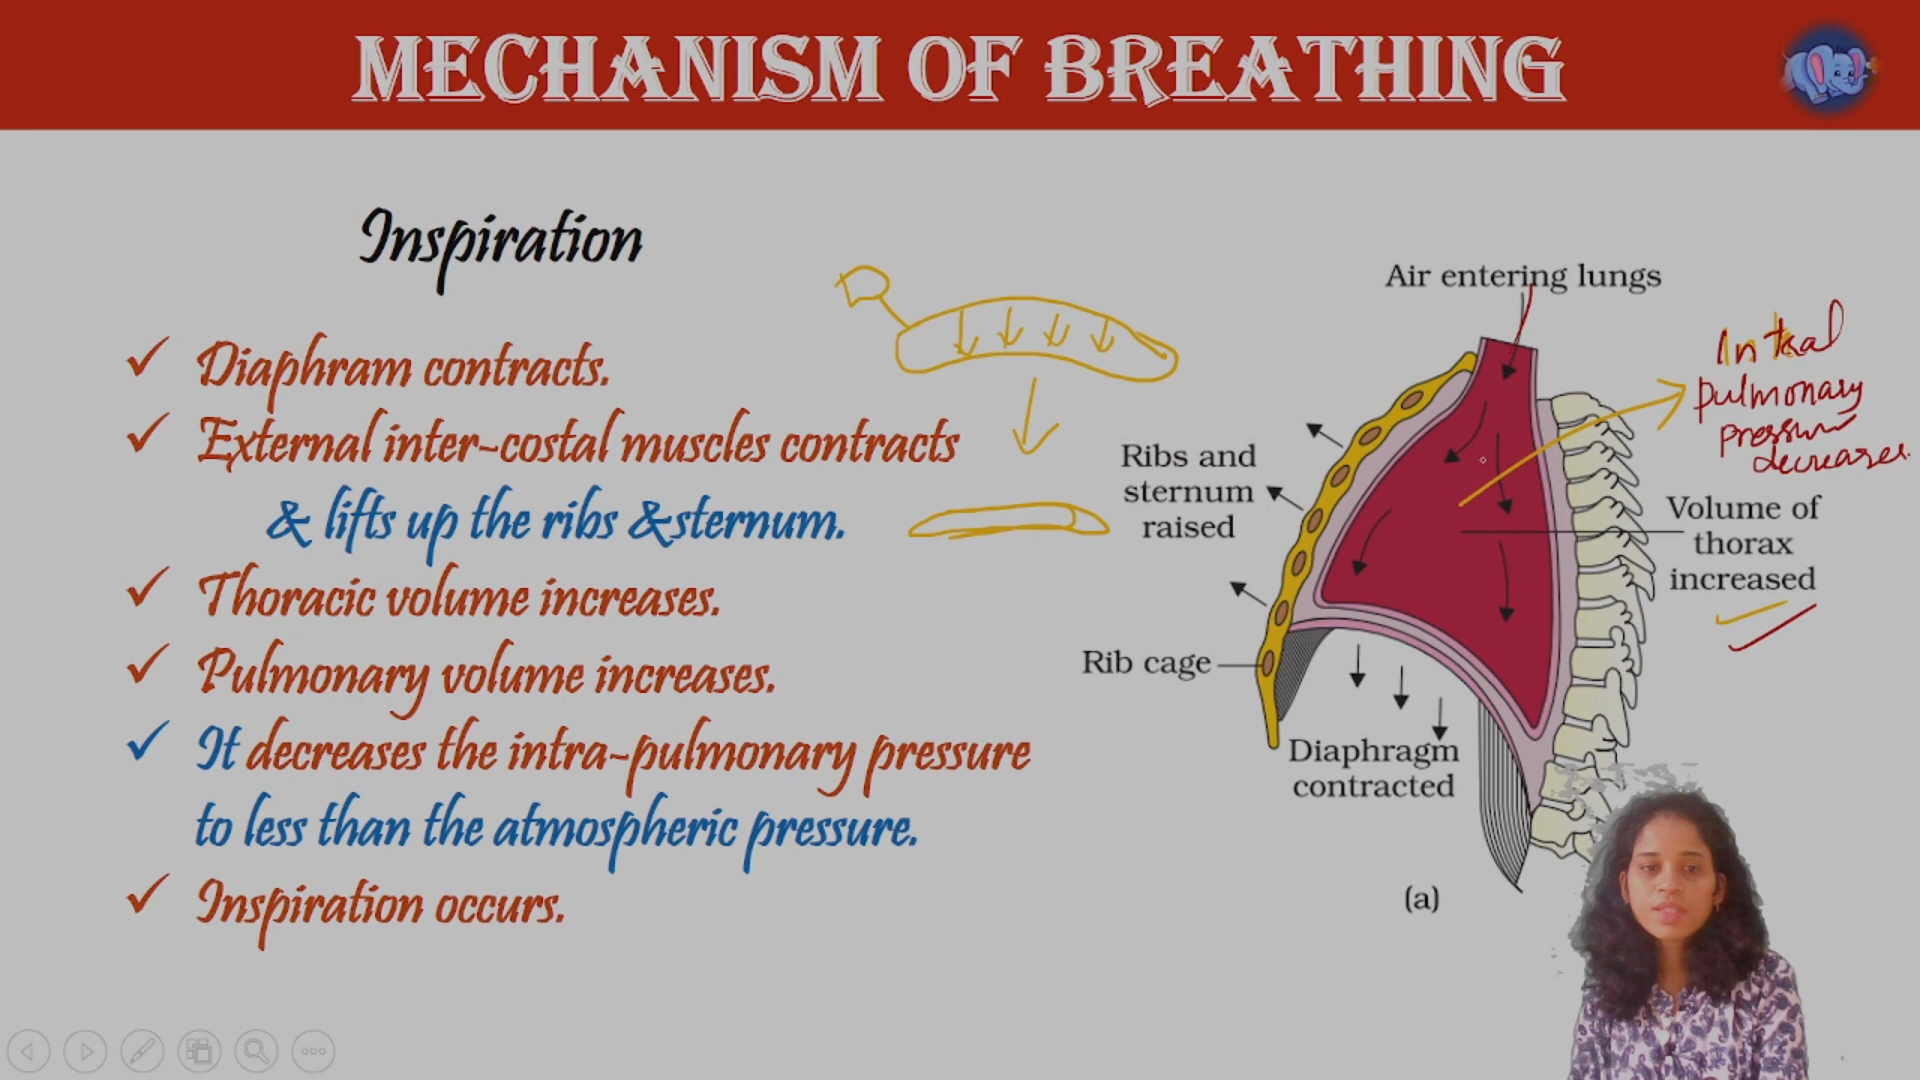 MECHANISM OF BREATHING
Inspiration
✓ Diaphram contracts.
✓ External inter-costal muscles contracts
& lifts up the ribs &sternum.
✓ Thoracic volume increases.
✓ Pulmonary volume increases.
✓ It decreases the intra-pulmonary pressure
to less than the atmospheric pressure.
✓ Inspiration occurs.
Air entering lungs
Ribs and
sternum
raised
Rib cage
Diaphragm
contracted
(a)
pulmonary
pressure
decreases.
Volume of
thorax
increased